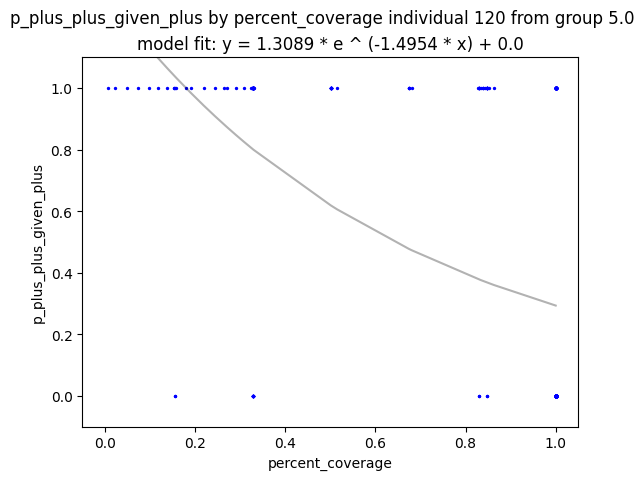 p_plus_plus_given_plus by percent_coverage individual 120 from group 5.0
model fit: y = 1.3089 * e ^ (-1.4954 * x) + 0.0
p_plus_plus_given_plus
1.0
0.8
0.6
0.4
0.2
0.0
0.0 0.2 0.4 0.6 0.8 1.0
percent_coverage